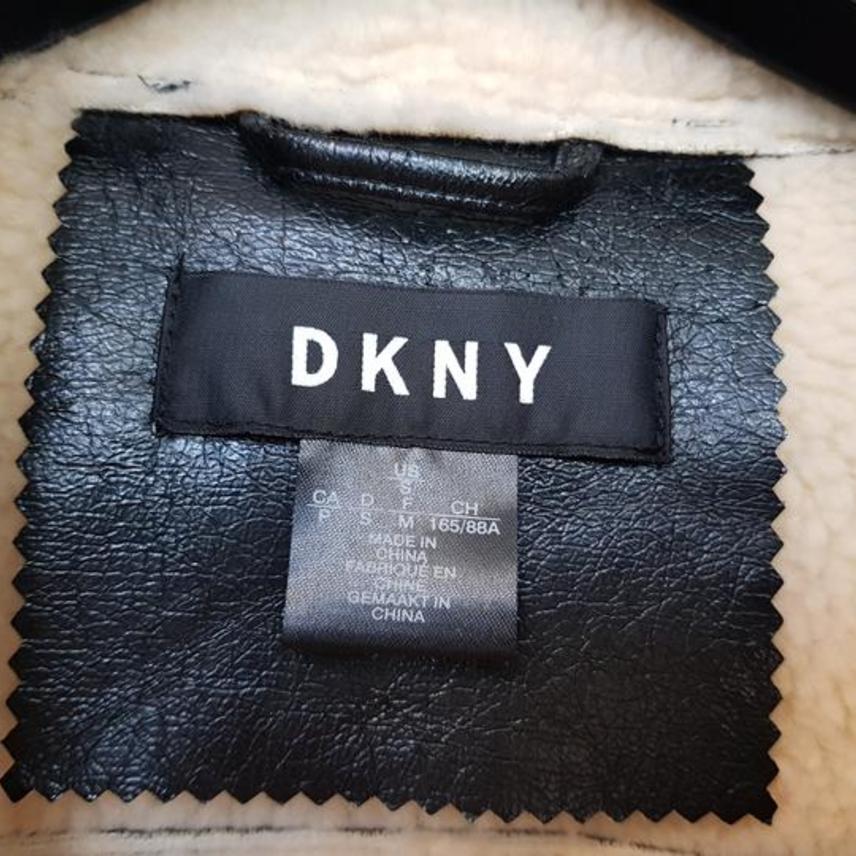 DKNY
US
S
CA D F CH
P S M 165/88A
MADE IN
CHINA
FABRIQUÉ EN
CHINE
GEMAAKT IN
CHINA